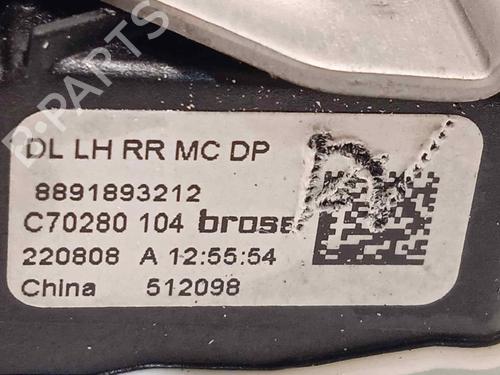 DL LH RR MC DP
8891893212
C70280 104 brose
220808 A 12:55:54
China 512098
B-PARTS